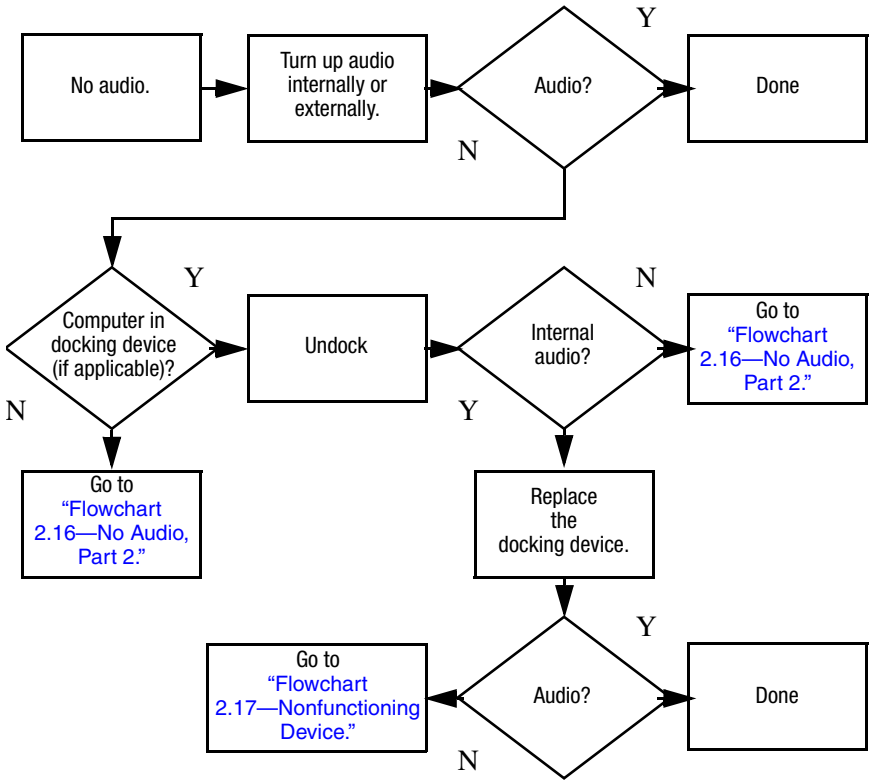 Y
No audio.
Turn up audio
internally or
externally.
Audio?
Done
N
Y
N
Computer in
docking device
(if applicable)?
Undock
Internal
audio?
Go to
“Flowchart
2.16—No Audio,
Part 2.”
N
Y
Go to
“Flowchart
2.16—No Audio,
Part 2.”
Replace
the
docking device.
Y
Go to
“Flowchart
2.17—Nonfunctioning
Device.”
Audio?
Done
N